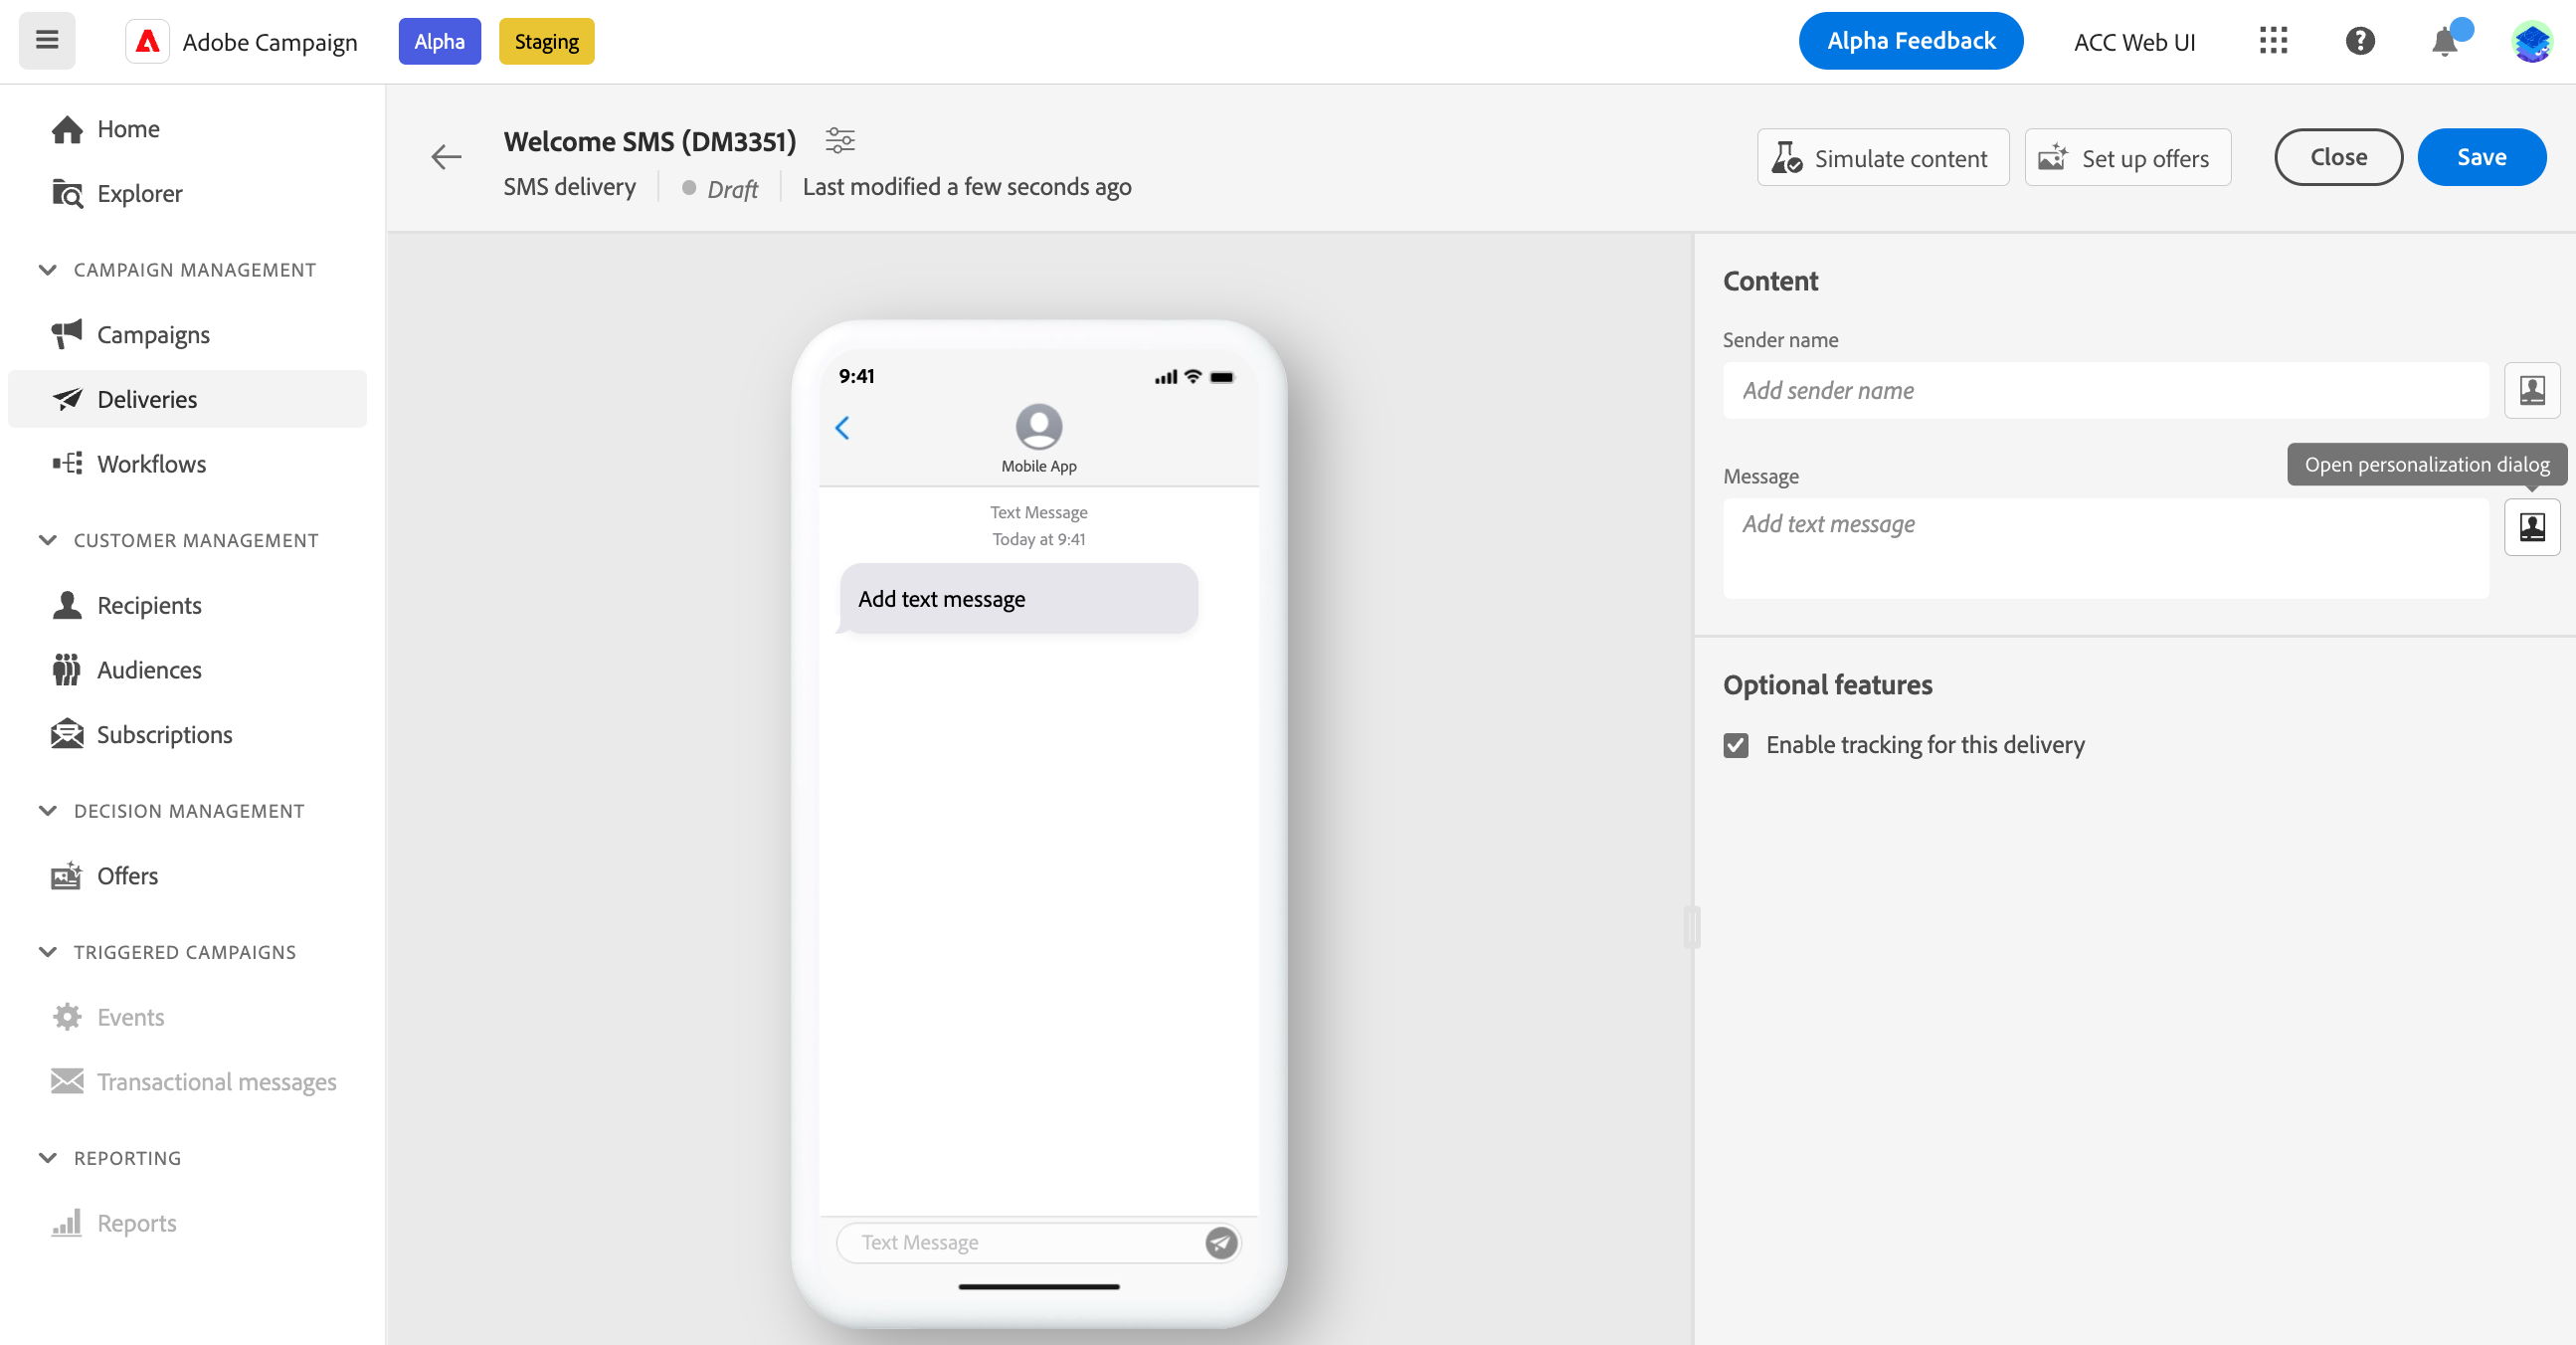 Adobe Campaign
Alpha
Staging
Alpha Feedback
ACC Web UI
Home
Explorer
CAMPAIGN MANAGEMENT
Campaigns
Deliveries
Workflows
CUSTOMER MANAGEMENT
Recipients
Audiences
Subscriptions
DECISION MANAGEMENT
Offers
TRIGGERED CAMPAIGNS
Events
Transactional messages
REPORTING
Reports
Welcome SMS (DM3351)
SMS delivery
Draft
Last modified a few seconds ago
Simulate content
Set up offers
Close
Save
9:41
Mobile App
Text Message
Today at 9:41
Add text message
Text Message
Content
Sender name
Add sender name
Open personalization dialog
Message
Add text message
Optional features
Enable tracking for this delivery